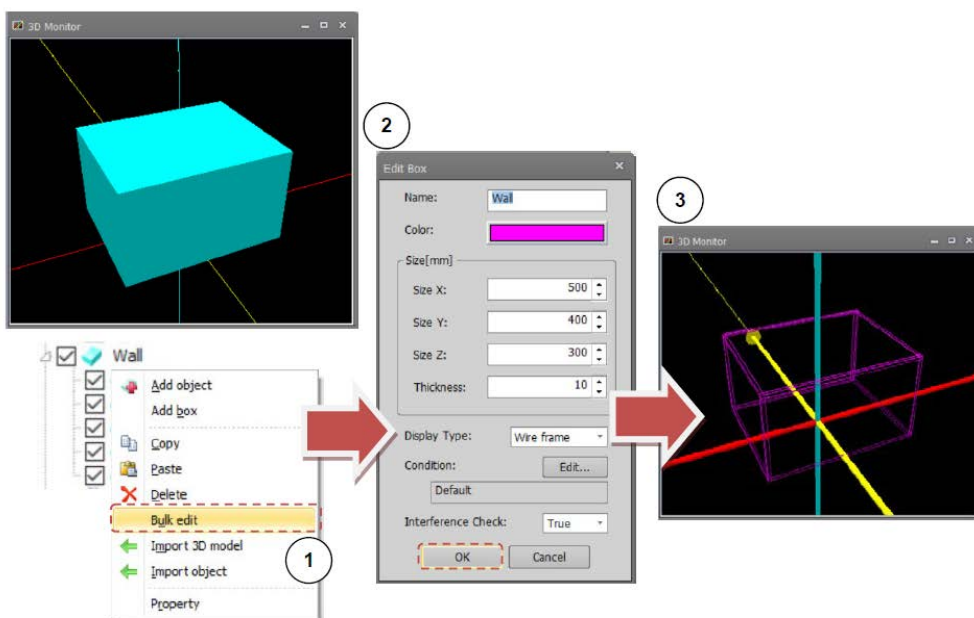 3D Monitor
Wall
Add object
Add box
Copy
Paste
Delete
Bulk edit
Import 3D model
Import object
Property
1
2
Edit Box
Name: Wall
Color:
Size[mm]
Size X: 500
Size Y: 400
Size Z: 300
Thickness: 10
Display Type: Wire frame
Condition: Edit...
Default
Interference Check: True
OK Cancel
3
3D Monitor